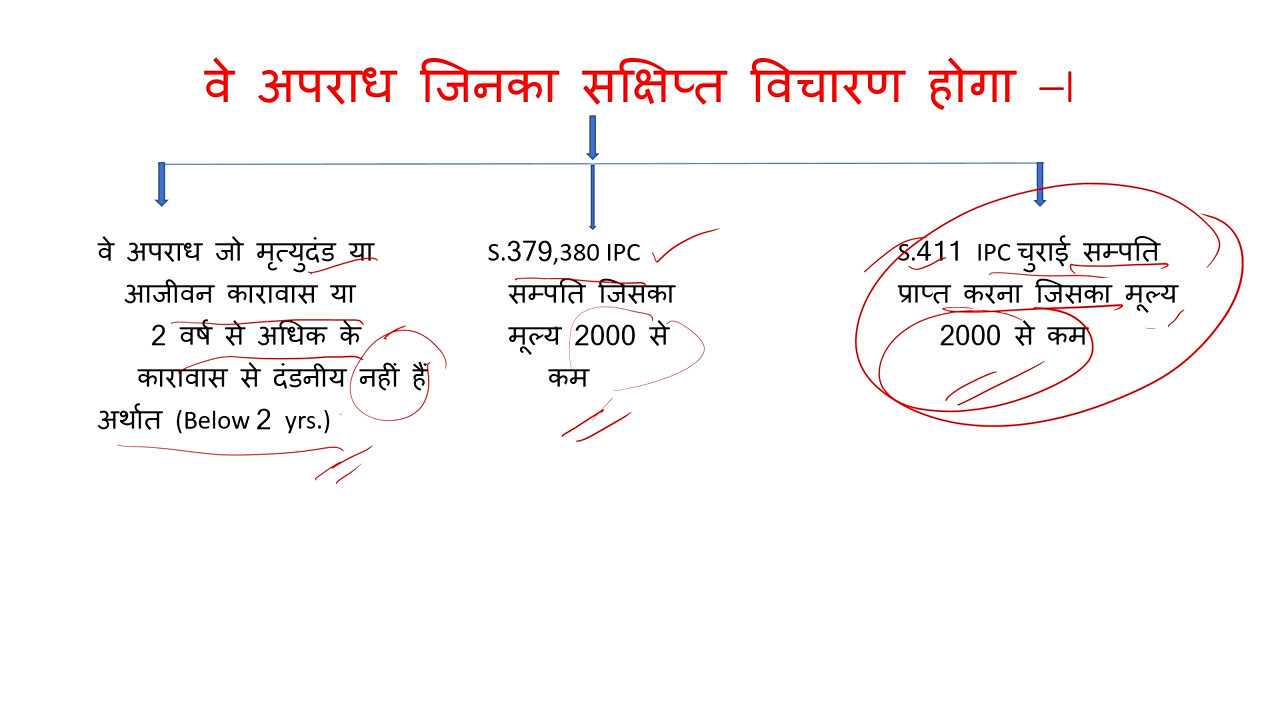 वे अपराध जिनका सक्षिप्त विचारण होगा –I
वे अपराध जो मृत्युदंड या
आजीवन कारावास या
2 वर्ष से अधिक के
कारावास से दंडनीय नहीं हैं
अर्थात (Below 2 yrs.)
S.379,380 IPC
सम्पति जिसका
मूल्य 2000 से
कम
S.411 IPC चुराई सम्पति
प्राप्त करना जिसका मूल्य
2000 से कम